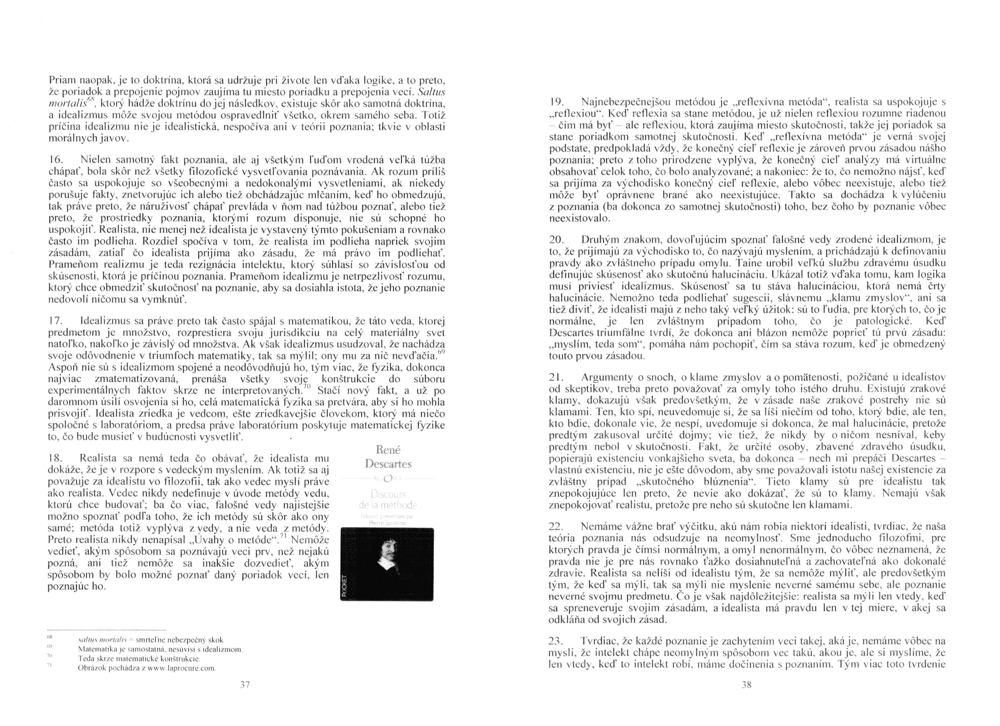 Priam naopak, je to doktrína, ktorá sa udržuje pri živote len vďaka logike, a to preto,
že poriadok a prepojenie pojmov zaujíma tu miesto poriadku a prepojenia vecí. Saltus
mortalis68, ktorý hádže doktrínu do jej následkov, existuje skôr ako samotná doktrína,
a idealizmus môže svojou metódou ospravedlniť všetko, okrem samého seba. Totiž
príčina idealizmu nie je idealistická, nespočíva ani v teórii poznania; tkvie v oblasti
morálnych javov.
16. Nielen samotný fakt poznania, ale aj všetkým ľuďom vrodená veľká túžba
chápať, bola skôr než všetky filozofické vysvetľovania poznávania. Ak rozum príliš
často sa uspokojuje so všeobecnými a nedokonalými vysvetleniami, ak niekedy
porušuje fakty, znetvorujúc ich alebo tiež obchádzajúc mlčaním, keď ho obmedzujú,
tak práve preto, že náruživosť chápať prevláda v ňom nad túžbou poznať, alebo tiež
preto, že prostriedky poznania, ktorými rozum disponuje, nie sú schopné ho
uspokojiť. Realista, nie menej než idealista je vystavený týmto pokušeniam a rovnako
často im podlieha. Rozdiel spočíva v tom, že realista im podlieha napriek svojim
zásadám, zatiaľ čo idealista prijíma ako zásadu, že má právo im podliehať.
Prameňom realizmu je teda rezignácia intelektu, ktorý súhlasí so závislosťou od
skúsenosti, ktorá je príčinou poznania. Prameňom idealizmu je netrpezlivosť rozumu,
ktorý chce obmedziť skutočnosť na poznanie, aby sa dosiahla istota, že jeho poznanie
nedovolí ničomu sa vymknúť.
17. Idealizmus sa práve preto tak často spájal s matematikou, že táto veda, ktorej
predmetom je množstvo, rozprestiera svoju jurisdikciu na celý materiálny svet
natoľko, nakoľko je závislý od množstva. Ak však idealizmus usudzoval, že nachádza
svoje odôvodnenie v triumfoch matematiky, tak sa mýlil; ony mu za nič nevďačia.69
Aspoň nie sú s idealizmom spojené a neodôvodňujú ho, tým viac, že fyzika, dokonca
najviac zmatematizovaná, prenáša všetky svoje konštrukcie do súboru
experimentálnych faktov skrze ne interpretovaných.70 Stačí nový fakt, a už po
daromnom úsilí osvojenia si ho, celá matematická fyzika sa pretvára, aby si ho mohla
prisvojiť. Idealista zriedka je vedcom, ešte zriedkavejšie človekom, ktorý má niečo
spoločné s laboratóriom, a predsa práve laboratórium poskytuje matematickej fyzike
to, čo bude musieť v budúcnosti vysvetliť.
18. Realista sa nemá teda čo obávať, že idealista mu
dokáže, že je v rozpore s vedeckým myslením. Ak totiž sa aj
považuje za idealistu vo filozofii, tak ako vedec myslí práve
ako realista. Vedec nikdy nedefinuje v úvode metódy vedu,
ktorú chce budovať; ba čo viac, falošné vedy najistejšie
možno spoznať podľa toho, že ich metódy sú skôr ako ony
samé; metóda totiž vyplýva z vedy, a nie veda z metódy.
Preto realista nikdy nenapísal „Úvahy o metóde“.71 Nemôže
vedieť, akým spôsobom sa poznávajú veci prv, než nejakú
pozná, ani tiež nemôže sa inakšie dozvedieť, akým
spôsobom by bolo možné poznať daný poriadok vecí, len
poznajúc ho.
René
Descartes
AGORA
Discours
de la méthode
Édition présentée par
Pierre Jacerme
POCKET
68 saltus mortalis = smrteľne nebezpečný skok
69 Matematika je samostatná, nesúvisí s idealizmom.
70 Teda skrze matematické konštrukcie.
71 Obrázok pochádza z www.laprocure.com.
37
19. Najnebezpečnejšou metódou je „reflexívna metóda“, realista sa uspokojuje s
„reflexiou“. Keď reflexia sa stane metódou, je už nielen reflexiou rozumne riadenou
– čím má byť – ale reflexiou, ktorá zaujíma miesto skutočnosti, takže jej poriadok sa
stane poriadkom samotnej skutočnosti. Keď „reflexívna metóda“ je verná svojej
podstate, predpokladá vždy, že konečný cieľ reflexie je zároveň prvou zásadou nášho
poznania; preto z toho prirodzene vyplýva, že konečný cieľ analýzy má virtuálne
obsahovať celok toho, čo bolo analyzované; a nakoniec: že to, čo nemožno nájsť, keď
sa prijíma za východisko konečný cieľ reflexie, alebo vôbec neexistuje, alebo tiež
môže byť oprávnene brané ako neexistujúce. Takto sa dochádza k vylúčeniu
z poznania (ba dokonca zo samotnej skutočnosti) toho, bez čoho by poznanie vôbec
neexistovalo.
20. Druhým znakom, dovoľujúcim spoznať falošné vedy zrodené idealizmom, je
to, že prijímajú za východisko to, čo nazývajú myslením, a prichádzajú k definovaniu
pravdy ako zvláštneho prípadu omylu. Taine urobil veľkú službu zdravému úsudku
definujúc skúsenosť ako skutočnú halucináciu. Ukázal totiž vďaka tomu, kam logika
musí priviesť idealizmus. Skúsenosť sa tu stáva halucináciou, ktorá nemá črty
halucinácie. Nemožno teda podliehať sugescii, slávnemu „klamu zmyslov“, ani sa
tiež diviť, že idealisti majú z neho taký veľký úžitok: sú to ľudia, pre ktorých to, čo je
normálne, je len zvláštnym prípadom toho, čo je patologické. Keď
Descartes triumfálne tvrdí, že dokonca ani blázon nemôže poprieť tú prvú zásadu:
„myslím, teda som“, pomáha nám pochopiť, čím sa stáva rozum, keď je obmedzený
touto prvou zásadou.
21. Argumenty o snoch, o klame zmyslov a o pomätenosti, požičané u idealistov
od skeptikov, treba preto považovať za omyly toho istého druhu. Existujú zrakové
klamy, dokazujú však predovšetkým, že v zásade naše zrakové postrehy nie sú
klamami. Ten, kto spí, neuvedomuje si, že sa líši niečím od toho, ktorý bdie, ale ten,
kto bdie, dokonale vie, že nespí, uvedomuje si dokonca, že mal halucinácie, pretože
predtým zakusoval určité dojmy; vie tiež, že nikdy by o ničom nesníval, keby
predtým nebol v skutočnosti. Fakt, že určité osoby, zbavené zdravého úsudku,
popierajú existenciu vonkajšieho sveta, ba dokonca – nech mi prepáči Descartes –
vlastnú existenciu, nie je ešte dôvodom, aby sme považovali istotu našej existencie za
zvláštny prípad „skutočného blúznenia“. Tieto klamy sú pre idealistu tak
znepokojujúce len preto, že nevie ako dokázať, že sú to klamy. Nemajú však
znepokojovať realistu, pretože pre neho sú skutočne len klamami.
22. Nemáme vážne brať výčitku, akú nám robia niektorí idealisti, tvrdiac, že naša
teória poznania nás odsudzuje na neomylnosť. Sme jednoducho filozofmi, pre
ktorých pravda je čímsi normálnym, a omyl nenormálnym, čo vôbec neznamená, že
pravda nie je pre nás rovnako ťažko dosiahnuteľná a zachovateľná ako dokonalé
zdravie. Realista sa nelíši od idealistu tým, že sa nemôže mýliť, ale predovšetkým
tým, že keď sa mýli, tak sa mýli nie myslenie neverné samému sebe, ale poznanie
neverné svojmu predmetu. Čo je však najdôležitejšie: realista sa mýli len vtedy, keď
sa spreneveruje svojim zásadám, a idealista má pravdu len v tej miere, v akej sa
odkláňa od svojich zásad.
23. Tvrdiac, že každé poznanie je zachytením veci takej, aká je, nemáme vôbec na
mysli, že intelekt chápe neomylným spôsobom vec takú, akou je, ale si myslíme, že
len vtedy, keď to intelekt robí, máme dočinenia s poznaním. Tým viac toto tvrdenie
38